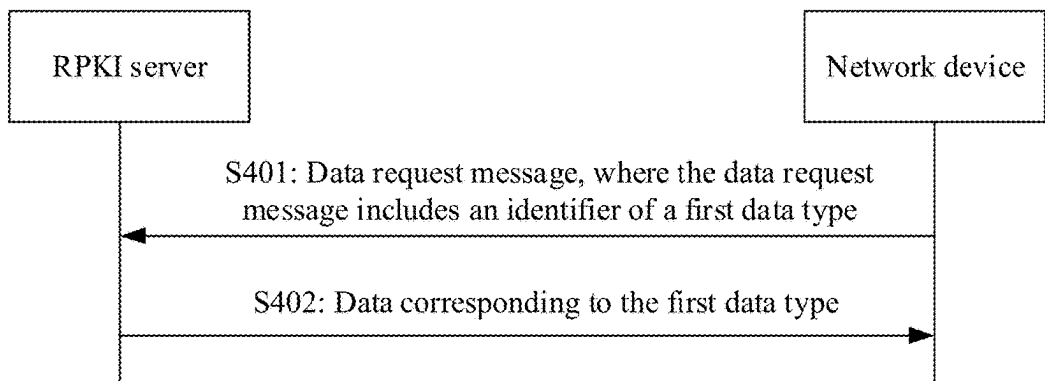 RPKI server
Network device
S401: Data request message, where the data request
message includes an identifier of a first data type
S402: Data corresponding to the first data type